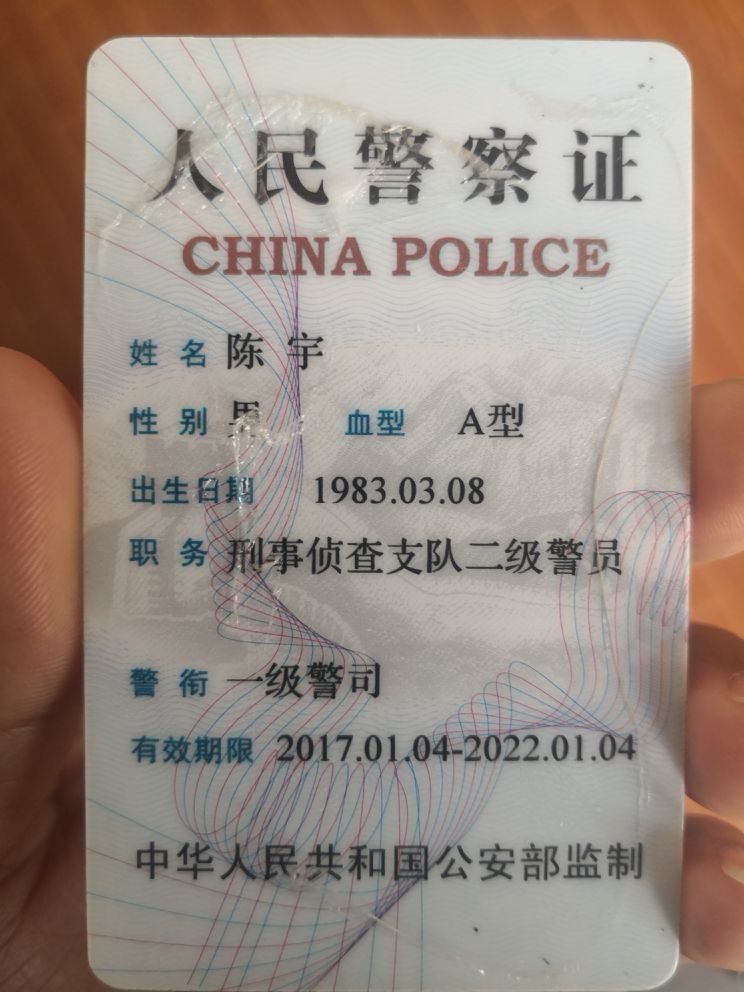 人民警察证
CHINA POLICE
姓名 陈宇
性别 男 血型 A型
出生日期 1983.03.08
职务 刑事侦查支队二级警员
警衔 一级警司
有效期限 2017.01.04-2022.01.04
中华人民共和国公安部监制